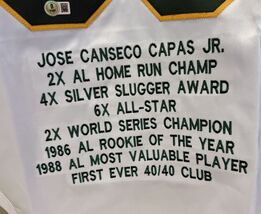 JOSE CANSECO CAPAS JR.
2X AL HOME RUN CHAMP
4X SILVER SLUGGER AWARD
6X ALL-STAR
2X WORLD SERIES CHAMPION
1986 AL ROOKIE OF THE YEAR
1988 AL MOST VALUABLE PLAYER
FIRST EVER 40/40 CLUB